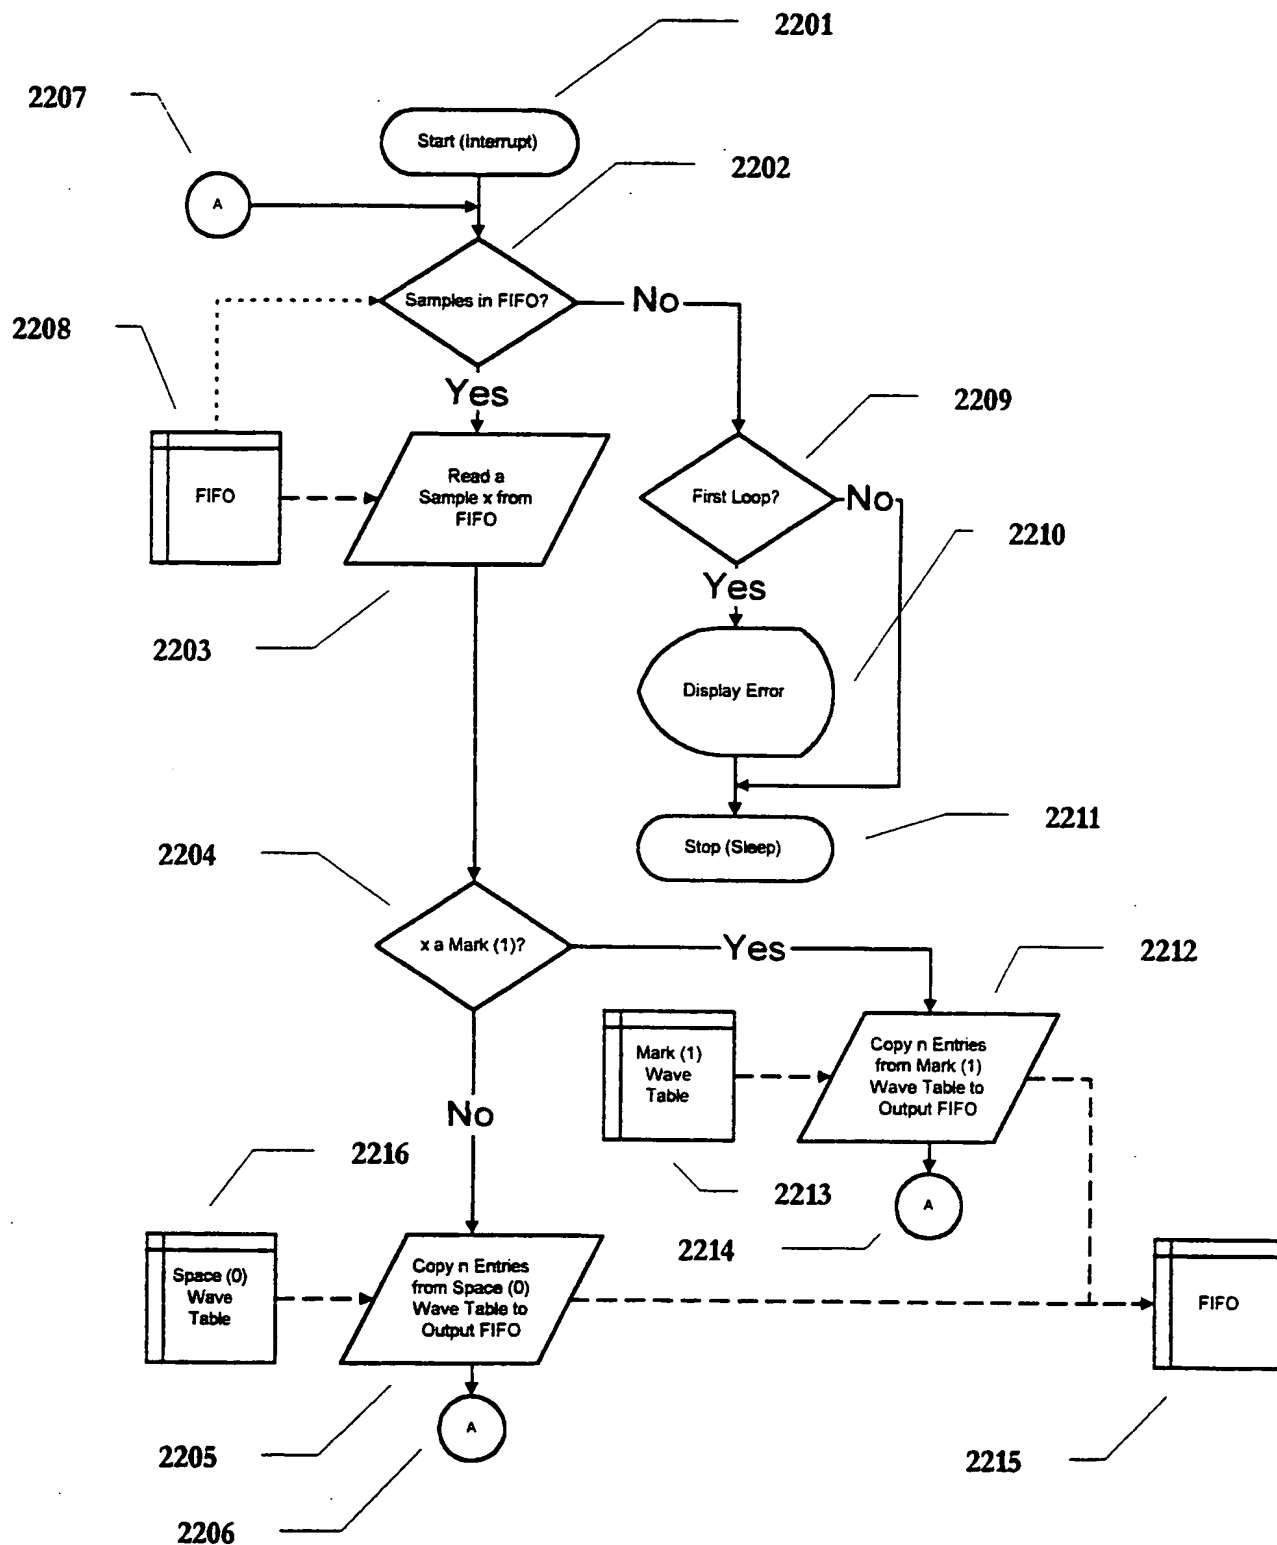 2201
2207
Start (Interrupt)
2202
A
Samples in FIFO?
No
2208
Yes
2209
FIFO
Read a
Sample x from
FIFO
First Loop?
No
2210
Yes
2203
Display Error
2211
Stop (Sleep)
2204
x a Mark (1)?
Yes
2212
Mark (1)
Wave
Table
Copy n Entries
from Mark (1)
Wave Table to
Output FIFO
No
2216
2213
A
2214
Space (0)
Wave
Table
Copy n Entries
from Space (0)
Wave Table to
Output FIFO
FIFO
A
2205
2215
2206